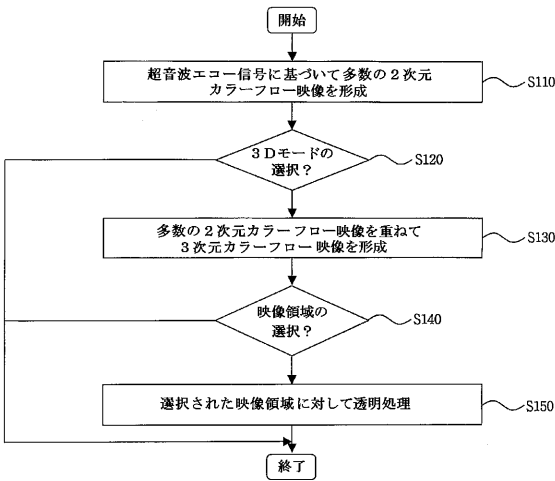 開始
超音波エコー信号に基づいて多数の２次元
カラーフロー映像を形成
S110
３Dモードの
選択？
S120
多数の２次元カラーフロー映像を重ねて
３次元カラーフロー映像を形成
S130
映像領域の
選択？
S140
選択された映像領域に対して透明処理
S150
終了